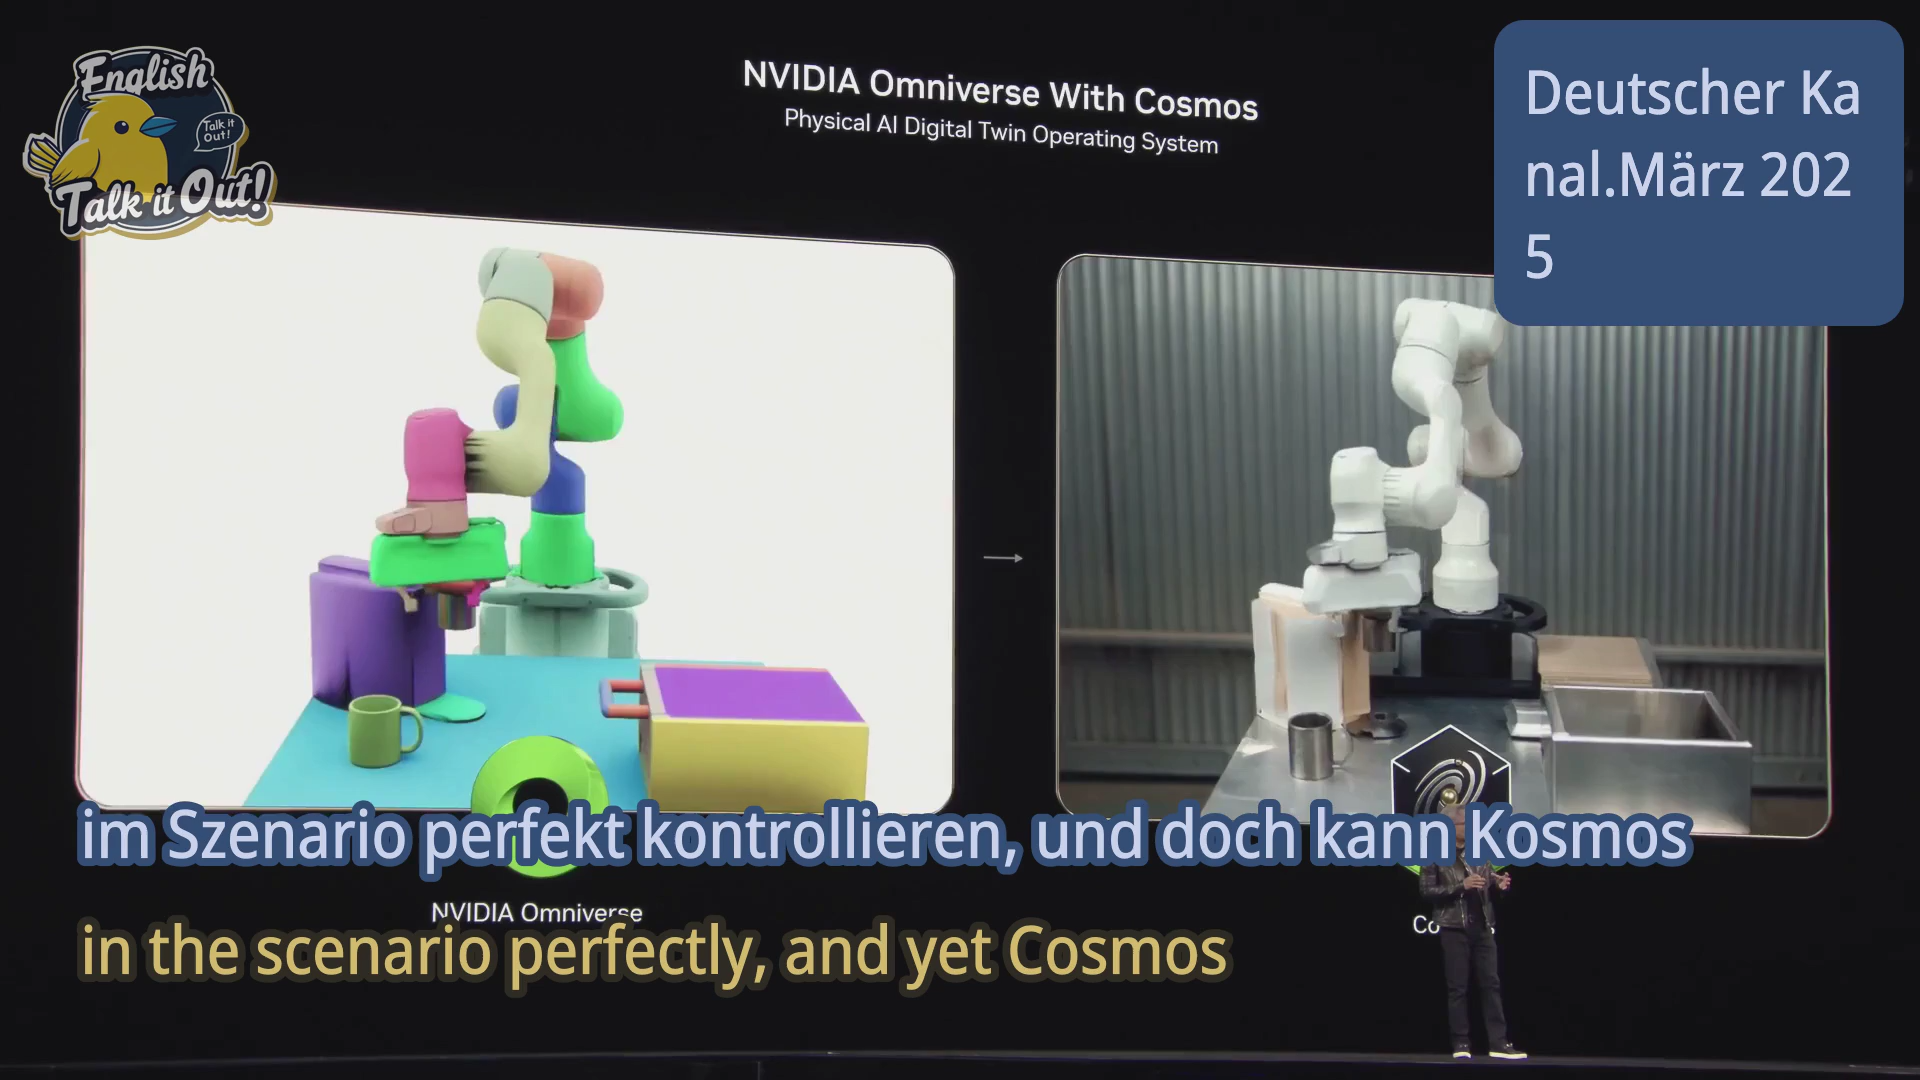 English
Talk it
Out!
Talk it Out!
NVIDIA Omniverse With Cosmos
Physical AI Digital Twin Operating System
Deutscher Ka
nal.März 202
5
im Szenario perfekt kontrollieren, und doch kann Kosmos
NVIDIA Omniverse
in the scenario perfectly, and yet Cosmos